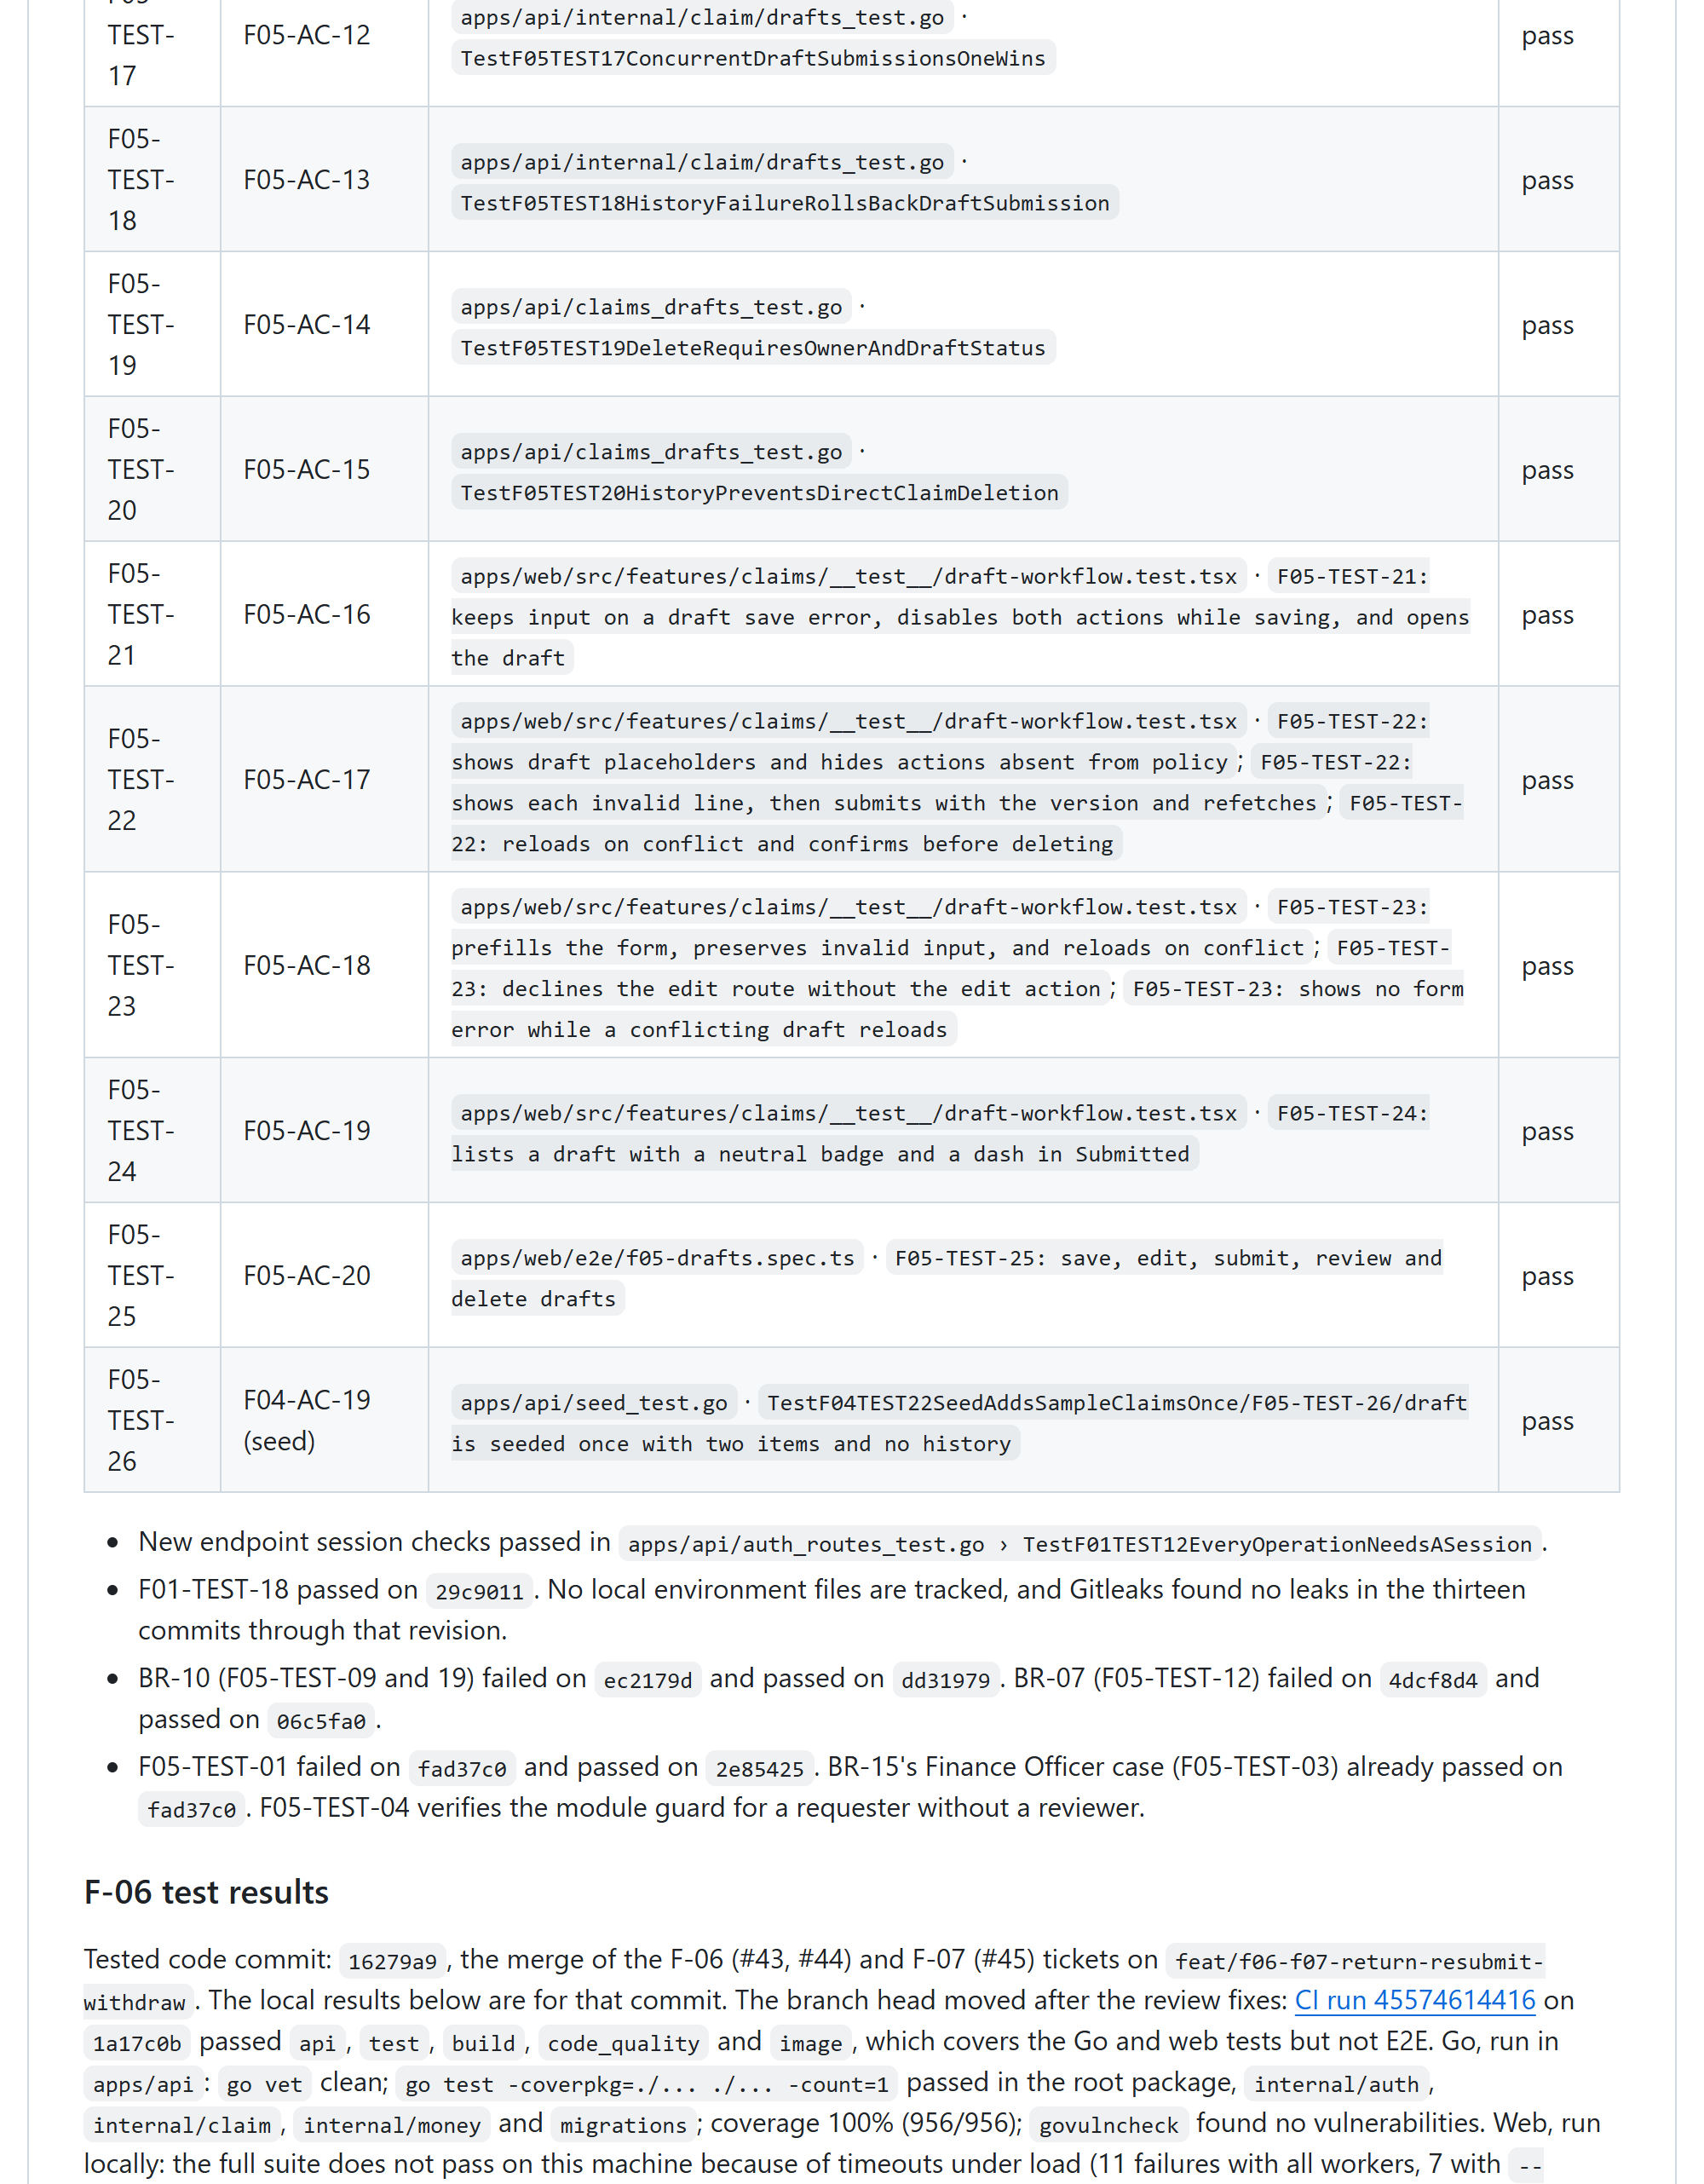 F05-
TEST-
17
F05-AC-12
apps/api/internal/claim/drafts_test.go ·
TestF05TEST17ConcurrentDraftSubmissionsOneWins
pass
F05-
TEST-
18
F05-AC-13
apps/api/internal/claim/drafts_test.go ·
TestF05TEST18HistoryFailureRollsBackDraftSubmission
pass
F05-
TEST-
19
F05-AC-14
apps/api/claims_drafts_test.go ·
TestF05TEST19DeleteRequiresOwnerAndDraftStatus
pass
F05-
TEST-
20
F05-AC-15
apps/api/claims_drafts_test.go ·
TestF05TEST20HistoryPreventsDirectClaimDeletion
pass
F05-
TEST-
21
F05-AC-16
apps/web/src/features/claims/__test__/draft-workflow.test.tsx · F05-TEST-21:
keeps input on a draft save error, disables both actions while saving, and opens
the draft
pass
F05-
TEST-
22
F05-AC-17
apps/web/src/features/claims/__test__/draft-workflow.test.tsx · F05-TEST-22:
shows draft placeholders and hides actions absent from policy; F05-TEST-22:
shows each invalid line, then submits with the version and refetches; F05-TEST-
22: reloads on conflict and confirms before deleting
pass
F05-
TEST-
23
F05-AC-18
apps/web/src/features/claims/__test__/draft-workflow.test.tsx · F05-TEST-23:
prefills the form, preserves invalid input, and reloads on conflict; F05-TEST-
23: declines the edit route without the edit action; F05-TEST-23: shows no form
error while a conflicting draft reloads
pass
F05-
TEST-
24
F05-AC-19
apps/web/src/features/claims/__test__/draft-workflow.test.tsx · F05-TEST-24:
lists a draft with a neutral badge and a dash in Submitted
pass
F05-
TEST-
25
F05-AC-20
apps/web/e2e/f05-drafts.spec.ts · F05-TEST-25: save, edit, submit, review and
delete drafts
pass
F05-
TEST-
26
F04-AC-19
(seed)
apps/api/seed_test.go · TestF04TEST22SeedAddsSampleClaimsOnce/F05-TEST-26/draft
is seeded once with two items and no history
pass
• New endpoint session checks passed in apps/api/auth_routes_test.go › TestF01TEST12EveryOperationNeedsASession.
• F01-TEST-18 passed on 29c9011. No local environment files are tracked, and Gitleaks found no leaks in the thirteen
commits through that revision.
• BR-10 (F05-TEST-09 and 19) failed on ec2179d and passed on dd31979. BR-07 (F05-TEST-12) failed on 4dcf8d4 and
passed on 06c5fa0.
• F05-TEST-01 failed on fad37c0 and passed on 2e85425. BR-15's Finance Officer case (F05-TEST-03) already passed on
fad37c0. F05-TEST-04 verifies the module guard for a requester without a reviewer.
F-06 test results
Tested code commit: 16279a9, the merge of the F-06 (#43, #44) and F-07 (#45) tickets on feat/f06-f07-return-resubmit-
withdraw. The local results below are for that commit. The branch head moved after the review fixes: CI run 45574614416 on
1a17c0b passed api, test, build, code_quality and image, which covers the Go and web tests but not E2E. Go, run in
apps/api: go vet clean; go test -coverpkg=./... ./... -count=1 passed in the root package, internal/auth,
internal/claim, internal/money and migrations; coverage 100% (956/956); govulncheck found no vulnerabilities. Web, run
locally: the full suite does not pass on this machine because of timeouts under load (11 failures with all workers, 7 with --